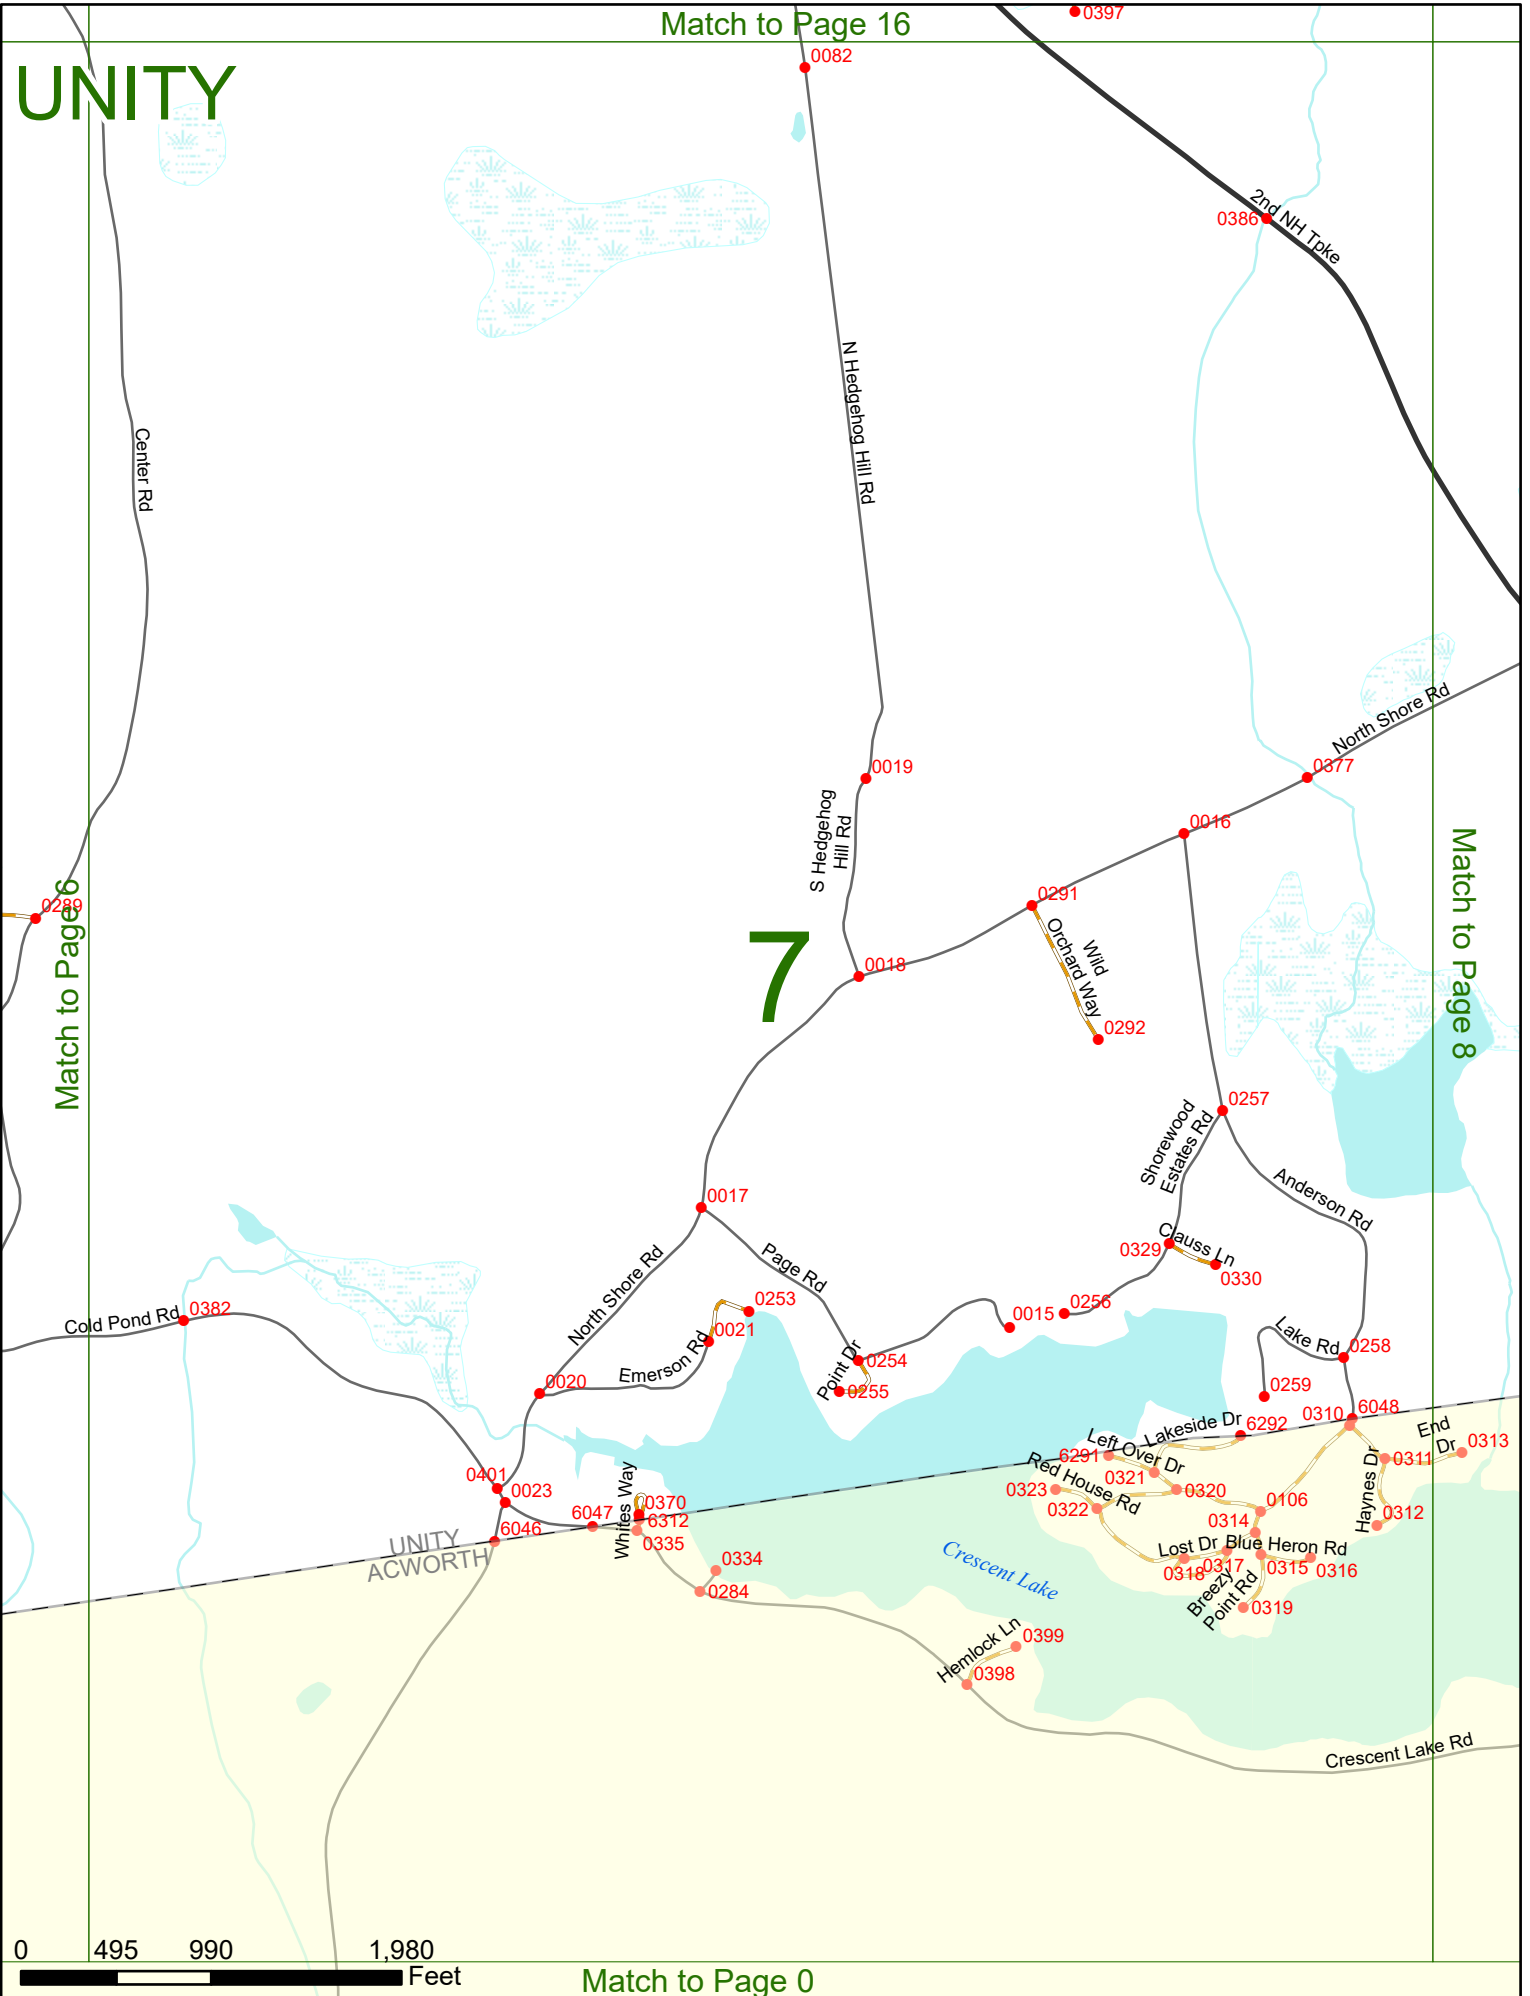 Match to Page 16
0397
UNITY
0082
2nd NH Tpke
0386
N Hedgehog Hill Rd
Center Rd
North Shore Rd
0019
0377
S Hedgehog
Hill Rd
0016
Match to Page 8
0289
Match to Page 6
0291
7
Wild
Orchard Way
0018
0292
0257
Shorewood
Estates Rd
Anderson Rd
0017
Page Rd
North Shore Rd
Clauss Ln
0329
0330
0253
0256
0015
Cold Pond Rd
0382
0021
Lake Rd
0258
Emerson Rd
Point Dr
0254
0255
0020
0259
6048
0310
Lakeside Dr
6292
End
Dr
0313
0311
Left Over Dr
6291
Red House Rd
0321
0323
0320
0322
Haynes Dr
0312
0106
0314
0401
0023
Whites Way
0370
6312
6047
6046
0335
UNITY
ACWORTH
Lost Dr
Blue Heron Rd
0318
0317
0315
0316
Crescent Lake
0334
0284
Breezy
Point Rd
0319
Hemlock Ln
0399
0398
Crescent Lake Rd
0 495 990 1,980
Feet
Match to Page 0